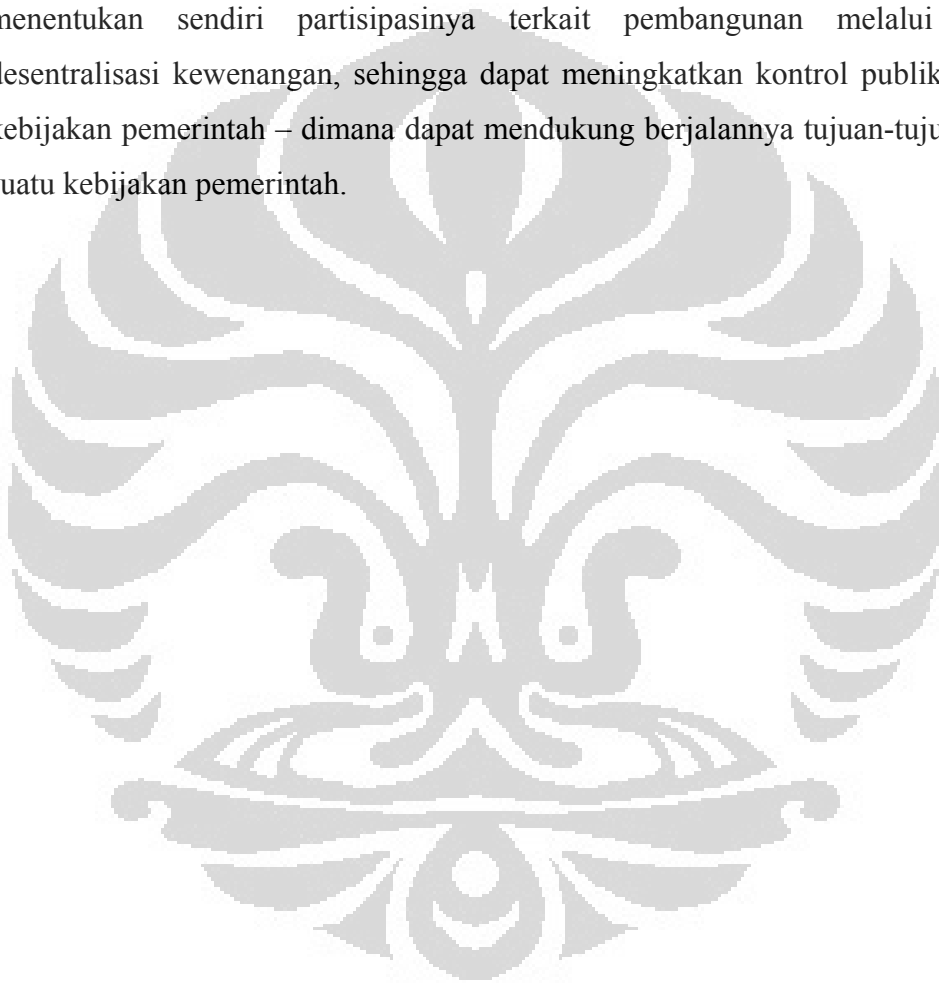 menentukan sendiri partisipasinya terkait pembangunan melalui
desentralisasi kewenangan, sehingga dapat meningkatkan kontrol publik
kebijakan pemerintah – dimana dapat mendukung berjalannya tujuan-tuju
uatu kebijakan pemerintah.